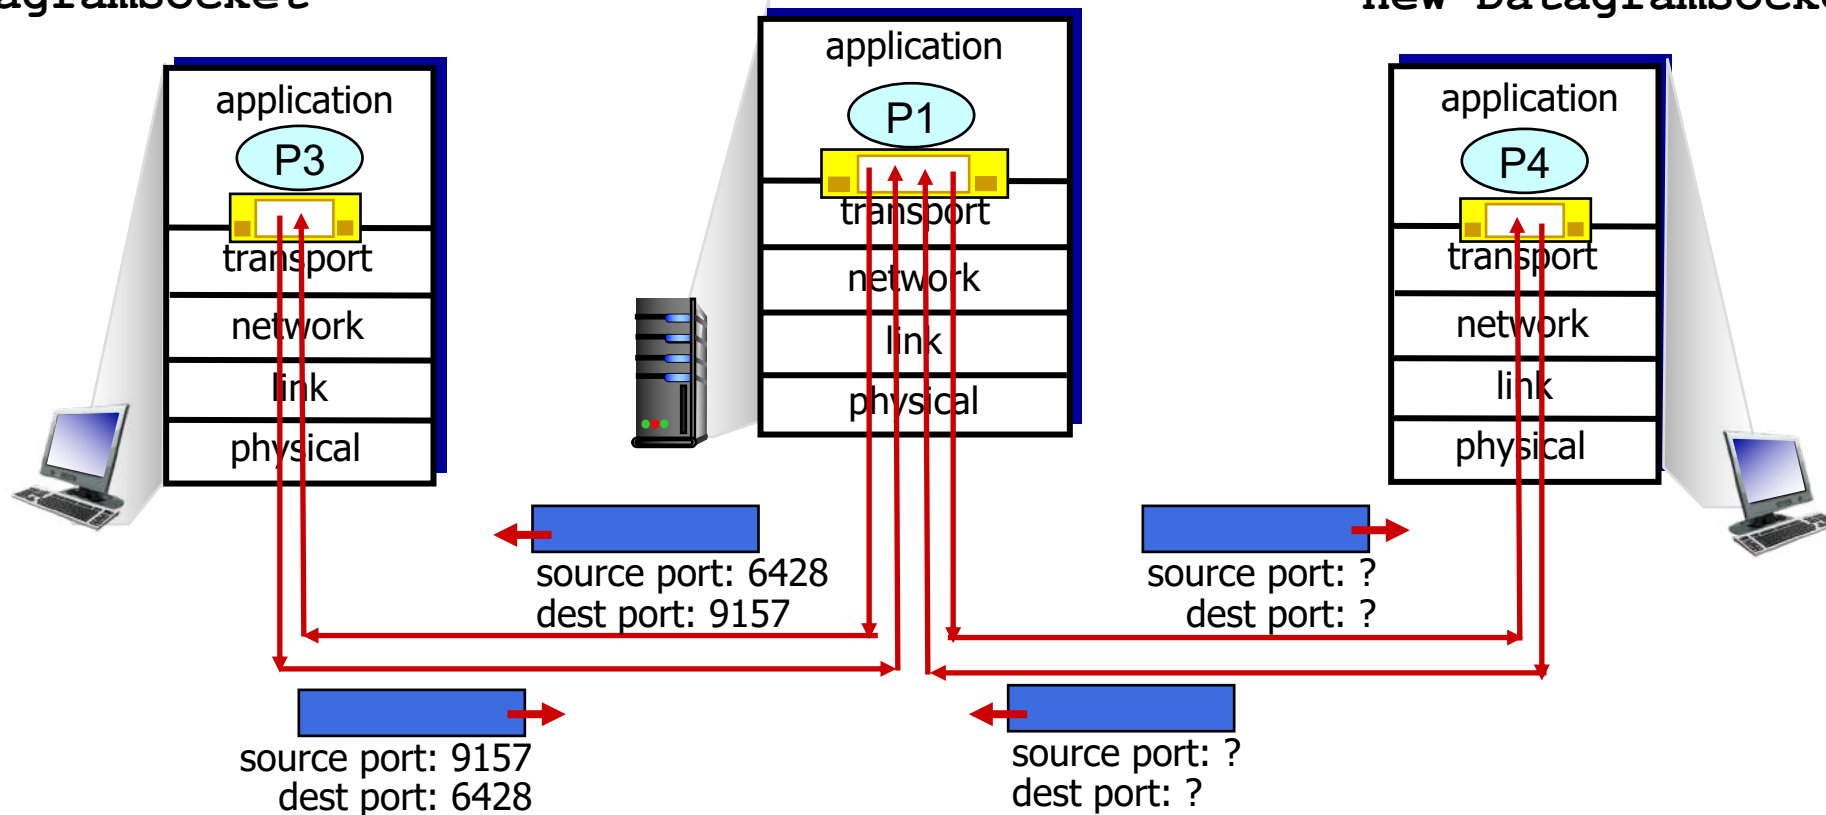 new
application
P3
transport
network
link
physical
application
P1
transport
network
link
physical
application
P4
transport
network
link
physical
source port: 6428
dest port: 9157
source port: ?
dest port: ?
source port: 9157
dest port: 6428
source port: ?
dest port: ?